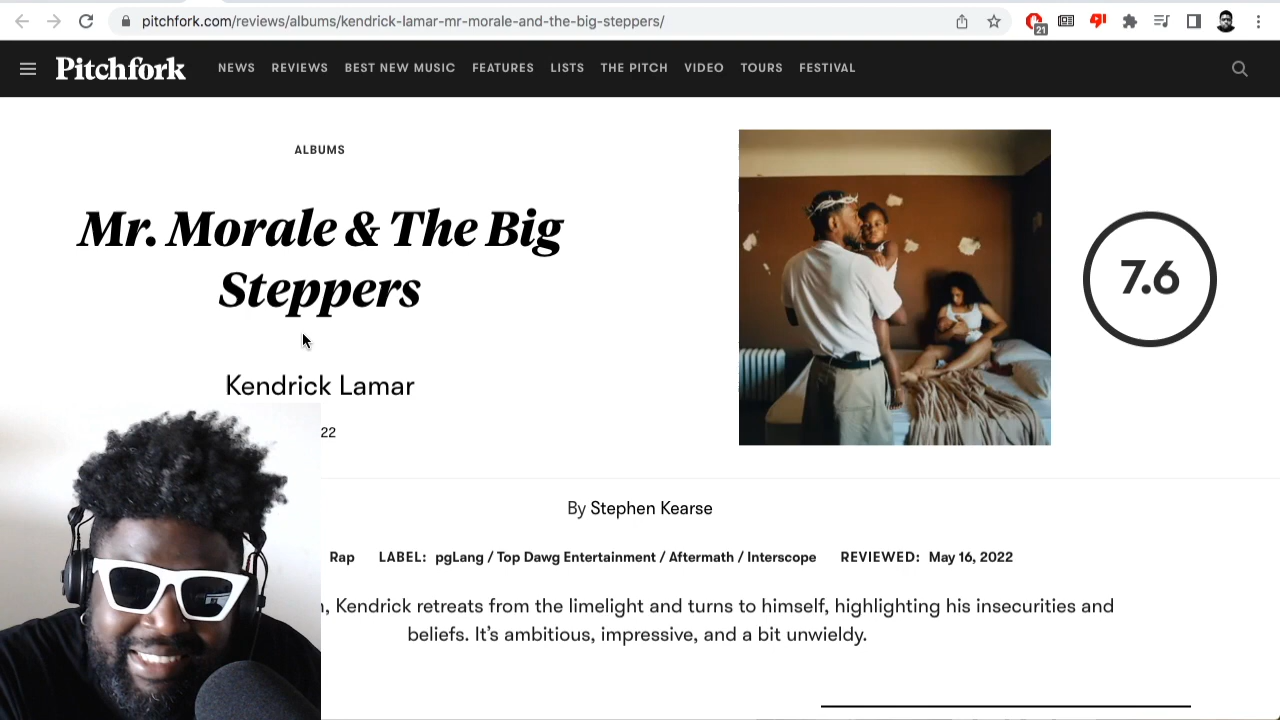 pitchfork.com/reviews/albums/kendrick-lamar-mr-morale-and-the-big-steppers/
21
Pitchfork NEWS REVIEWS BEST NEW MUSIC FEATURES LISTS THE PITCH VIDEO TOURS FESTIVAL
ALBUMS
Mr. Morale & The Big
Steppers
7.6
Kendrick Lamar
22
By Stephen Kearse
Rap LABEL: pgLang / Top Dawg Entertainment / Aftermath / Interscope REVIEWED: May 16, 2022
, Kendrick retreats from the limelight and turns to himself, highlighting his insecurities and
beliefs. It’s ambitious, impressive, and a bit unwieldy.